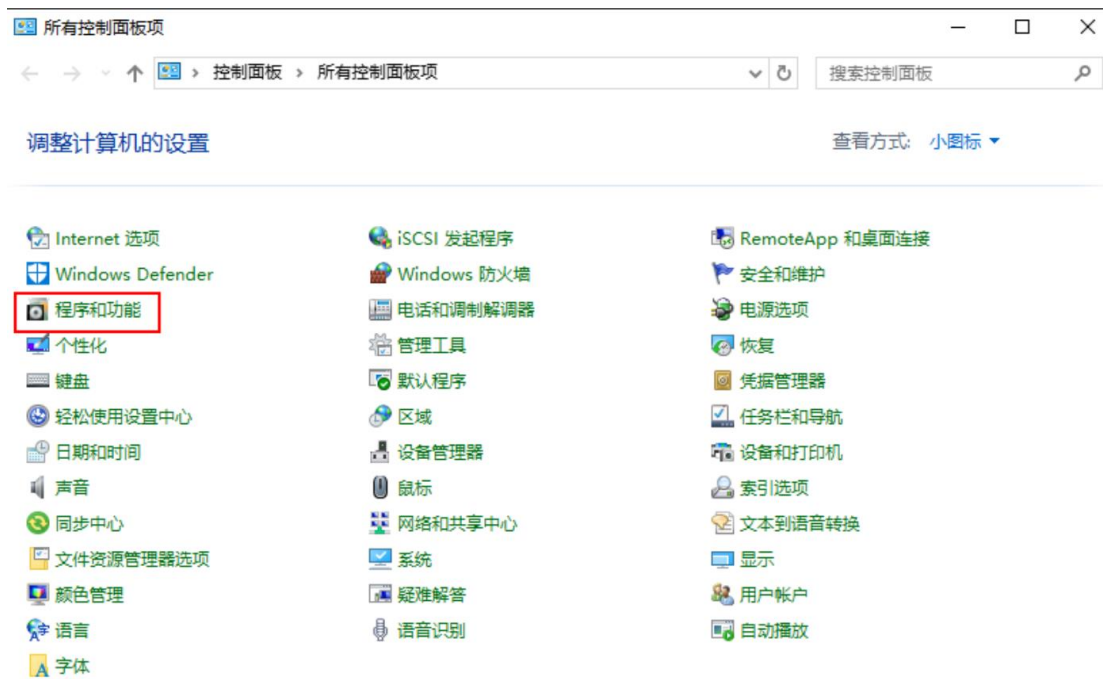 所有控制面板项
控制面板 › 所有控制面板项
搜索控制面板
调整计算机的设置
查看方式: 小图标
Internet 选项
iSCSI 发起程序
RemoteApp 和桌面连接
Windows Defender
Windows 防火墙
安全和维护
程序和功能
电话和调制解调器
电源选项
个性化
管理工具
恢复
键盘
默认程序
凭据管理器
轻松使用设置中心
区域
任务栏和导航
日期和时间
设备管理器
设备和打印机
声音
鼠标
索引选项
同步中心
网络和共享中心
文本到语音转换
文件资源管理器选项
系统
显示
颜色管理
疑难解答
用户帐户
语言
语音识别
自动播放
字体